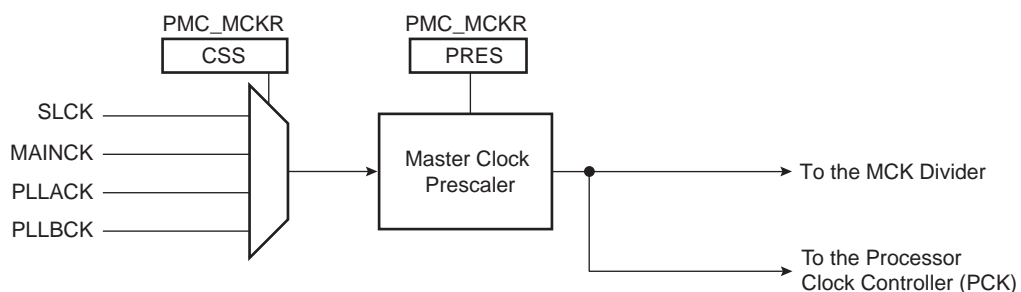 PMC_MCKR
PMC_MCKR
CSS
PRES
SLCK
MAINCK
PLLACK
PLLBCK
Master Clock
Prescaler
To the MCK Divider
To the Processor
Clock Controller (PCK)